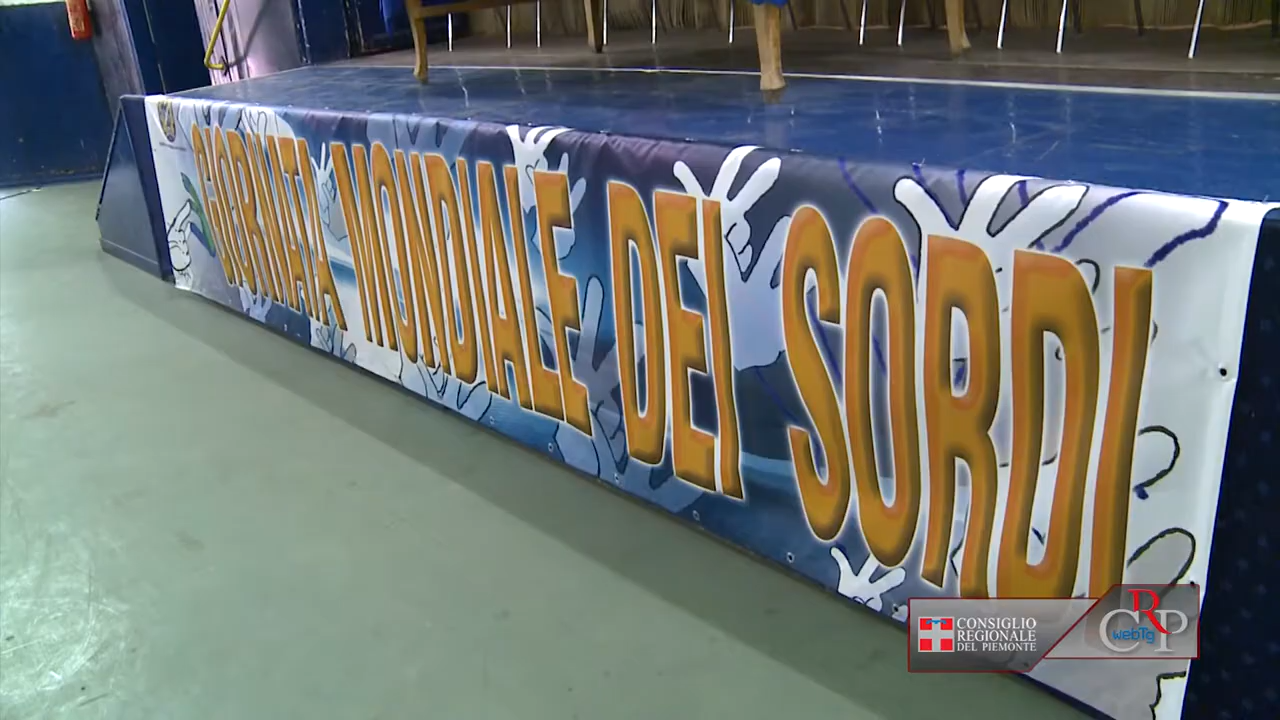 GIORNATA MONDIALE DEI SORDI
CONSIGLIO
REGIONALE
DEL PIEMONTE
CRP
webTg